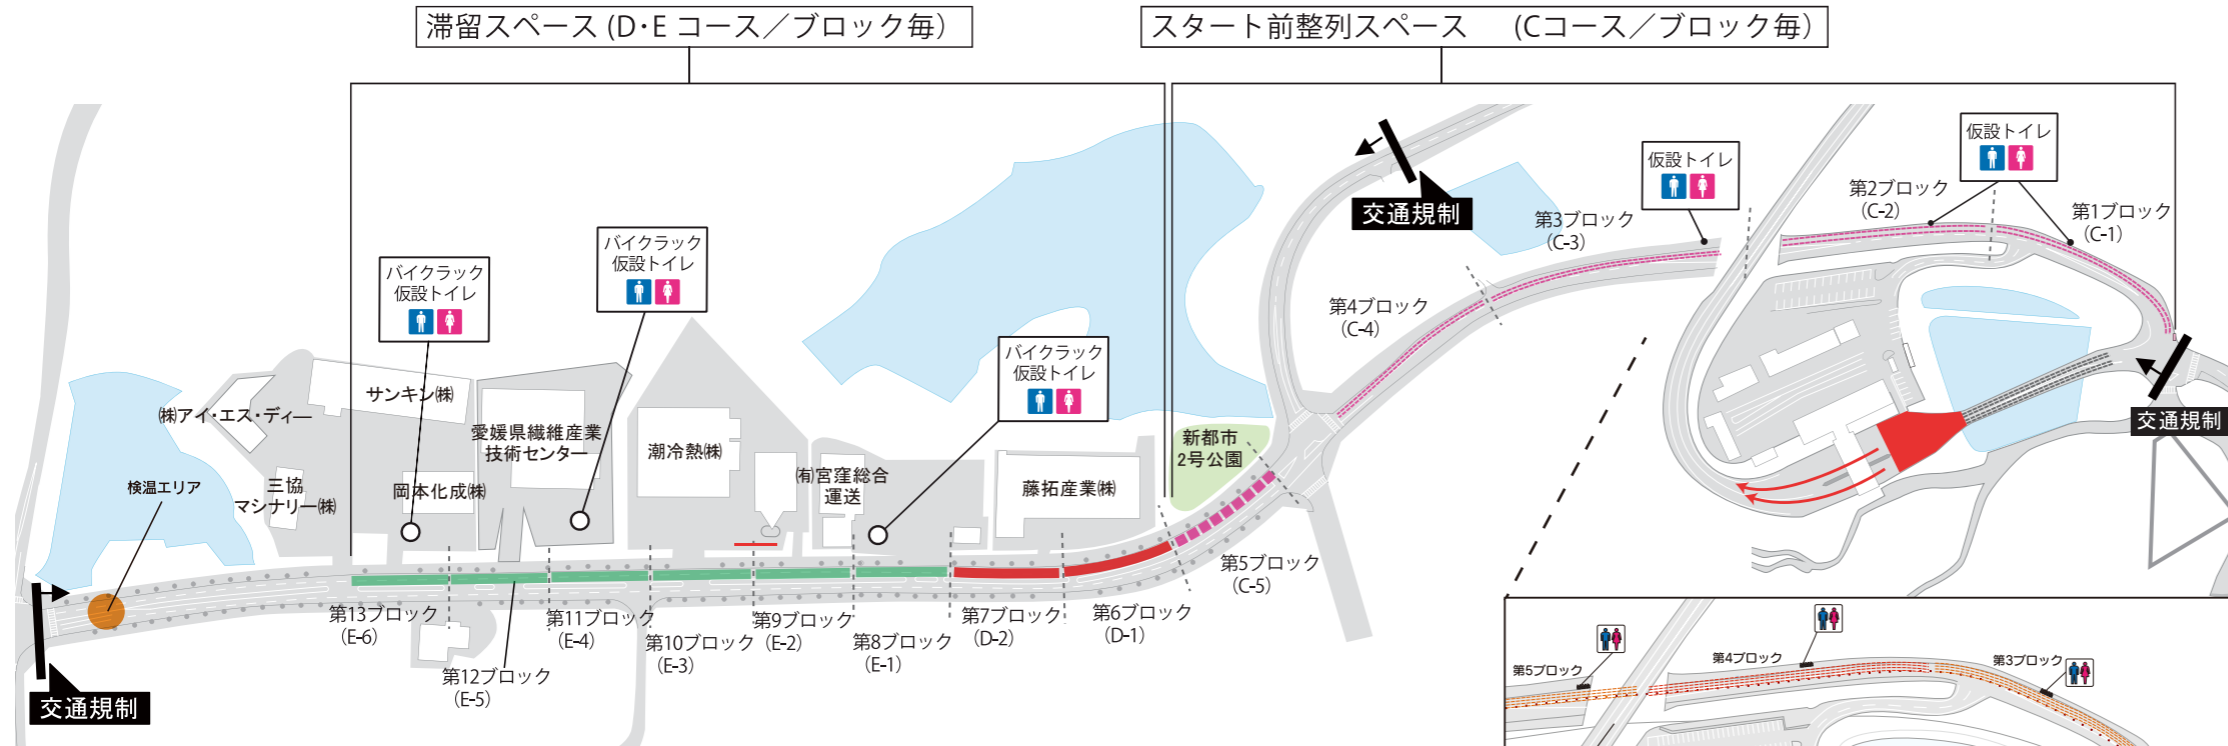 滞留スペース (D･E コース／ブロック毎)
スタート前整列スペース (Cコース／ブロック毎)
仮設トイレ
仮設トイレ
第2ブロック
(C-2)
第1ブロック
(C-1)
交通規制
第3ブロック
(C-3)
第4ブロック
(C-4)
バイクラック
仮設トイレ
バイクラック
仮設トイレ
バイクラック
仮設トイレ
サンキン㈱
㈱アイ・エス・ディー
愛媛県繊維産業
技術センター
潮冷熱㈱
新都市
2号公園
交通規制
検温エリア
三協
マシナリー㈱
岡本化成㈱
㈲宮窪総合
運送
藤拓産業㈱
第5ブロック
(C-5)
第13ブロック
(E-6)
第11ブロック
(E-4)
第10ブロック
(E-3)
第9ブロック
(E-2)
第8ブロック
(E-1)
第7ブロック
(D-2)
第6ブロック
(D-1)
第12ブロック
(E-5)
交通規制
第5ブロック
第4ブロック
第3ブロック